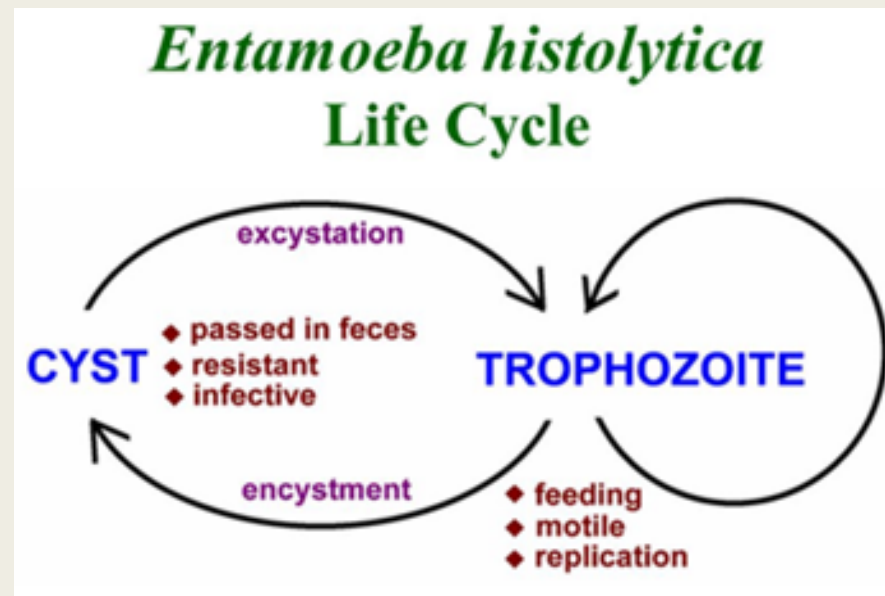 Entamoeba histolytica
Life Cycle
excystation
CYST
◆ passed in feces
◆ resistant
◆ infective
TROPHOZOITE
encystment
◆ feeding
◆ motile
◆ replication